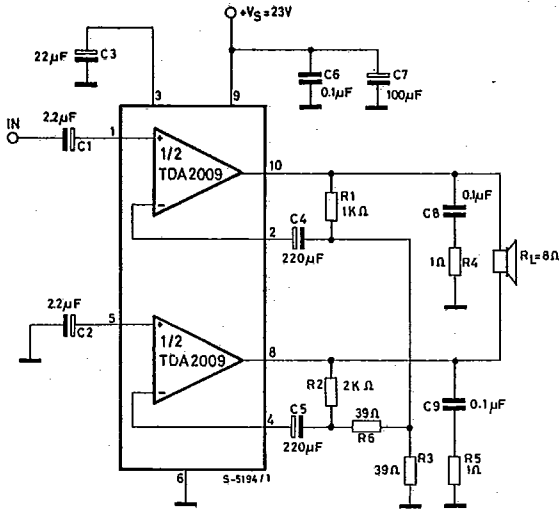 +VS=23V
22µF
C3
C6
0.1µF
C7
100µF
3
9
IN
2.2µF
C1
1
+
1/2
TDA2009
−
10
R1
1KΩ
0.1µF
C8
2
C4
220µF
1Ω
R4
RL=8Ω
2.2µF
C2
5
+
1/2
TDA2009
−
8
R2
2KΩ
C9
0.1µF
4
C5
220µF
39Ω
R6
39Ω
R3
R5
1Ω
6
S-5194/1